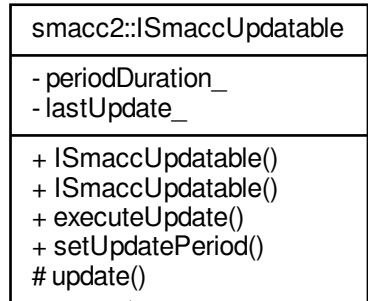 smacc2::ISmaccUpdatable
- periodDuration_
- lastUpdate_
+ ISmaccUpdatable()
+ ISmaccUpdatable()
+ executeUpdate()
+ setUpdatePeriod()
# update()